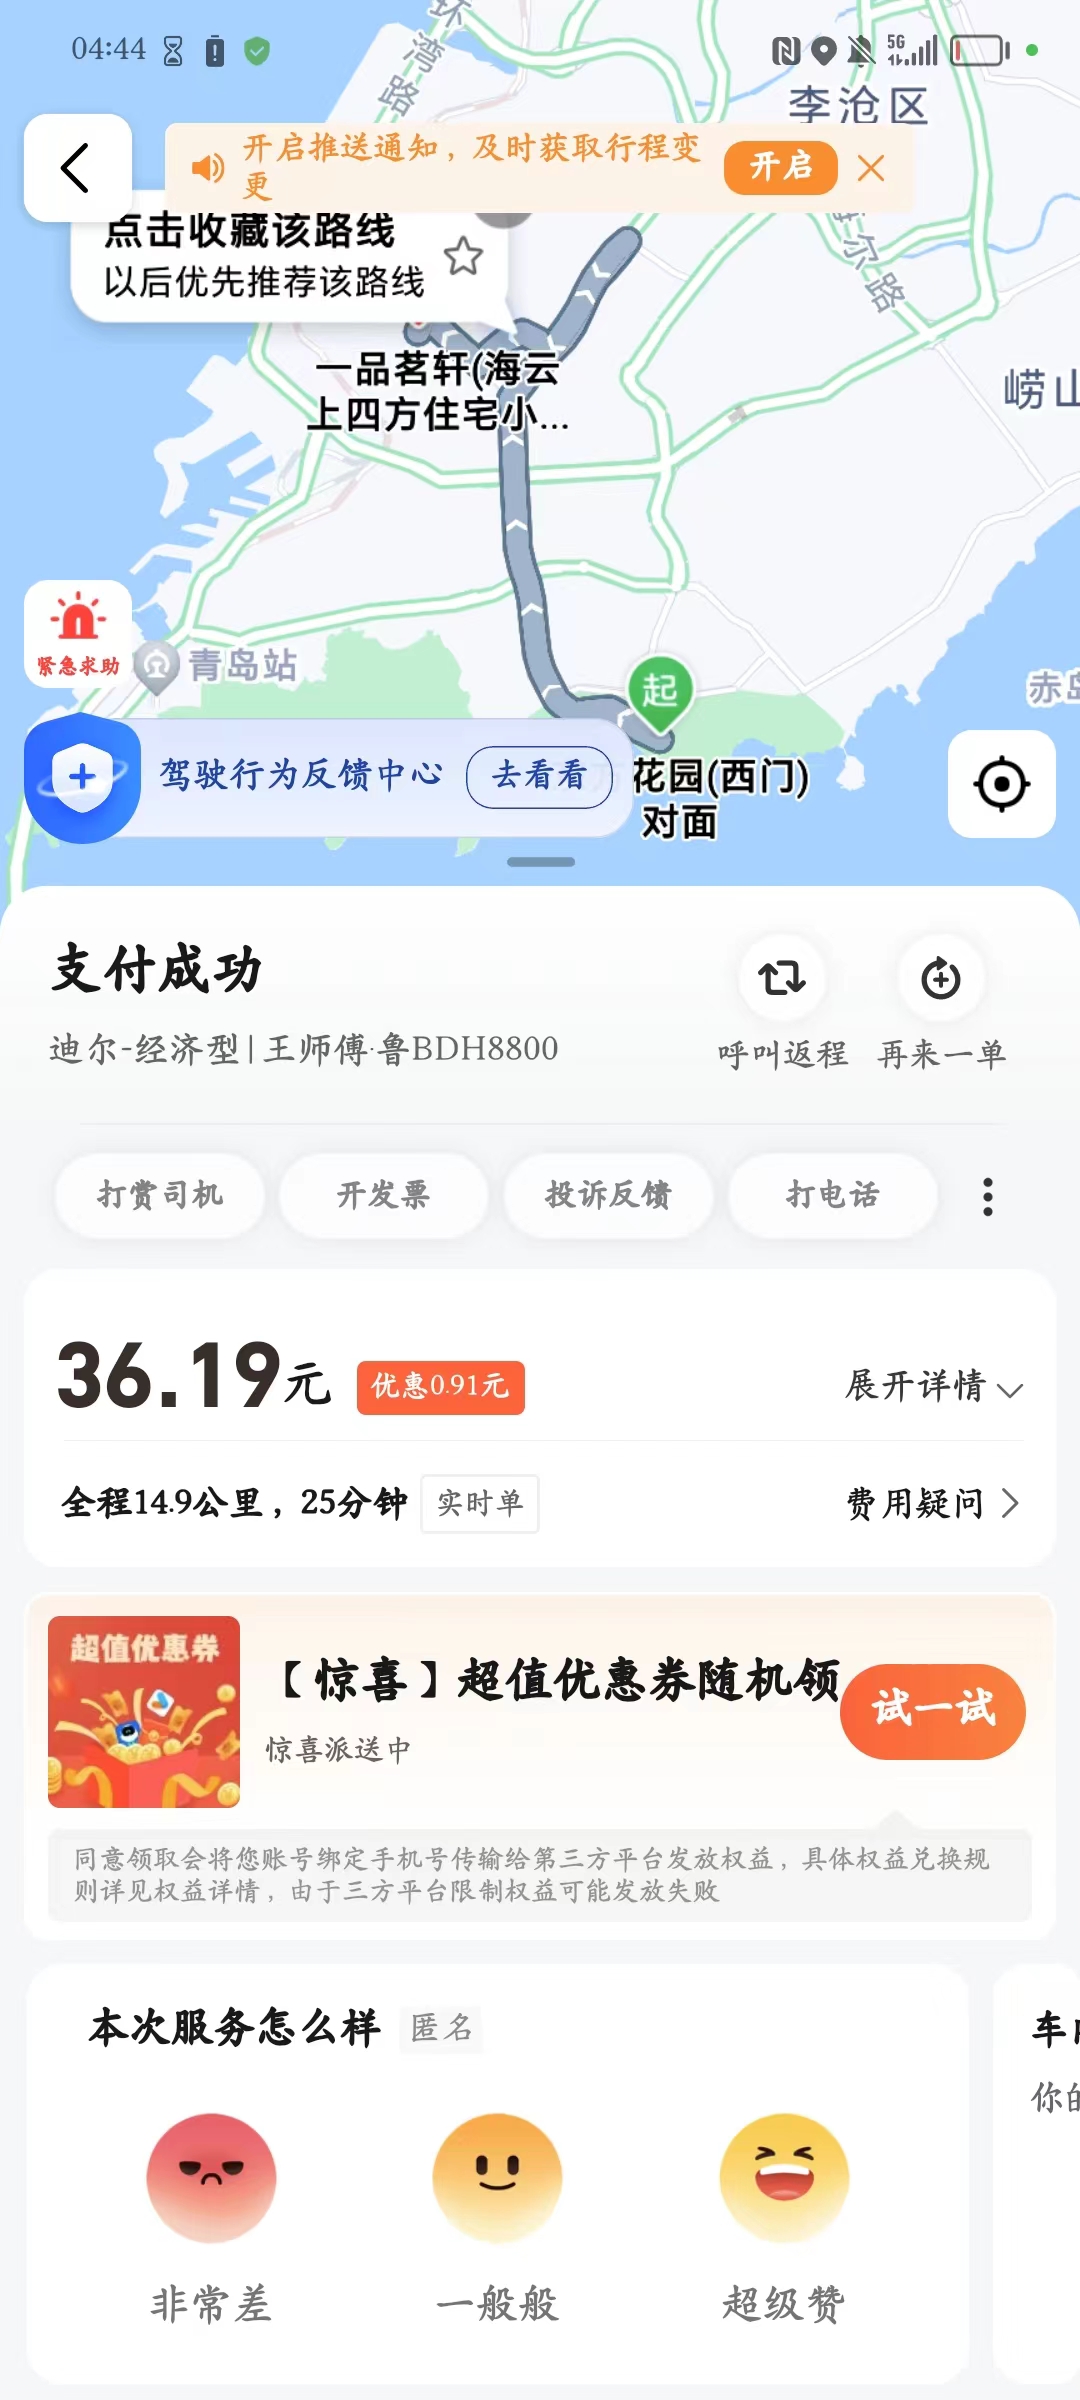 04:44
5G
环
湾
路
李沧区
开启推送通知，及时获取行程变
更
开启
点击收藏该路线
以后优先推荐该路线
尔
路
一品茗轩(海云
上四方住宅小...
崂山
紧急求助
青岛站
赤岛
起
驾驶行为反馈中心
去看看
花园(西门)
对面
支付成功
迪尔-经济型|王师傅·鲁BDH8800
呼叫返程
再来一单
打赏司机
开发票
投诉反馈
打电话
36.19元
优惠0.91元
展开详情
全程14.9公里，25分钟
实时单
费用疑问
超值优惠券
【惊喜】超值优惠券随机领
试一试
惊喜派送中
同意领取会将您账号绑定手机号传输给第三方平台发放权益，具体权益兑换规
则详见权益详情，由于三方平台限制权益可能发放失败
本次服务怎么样
匿名
车内
你的
非常差
一般般
超级赞